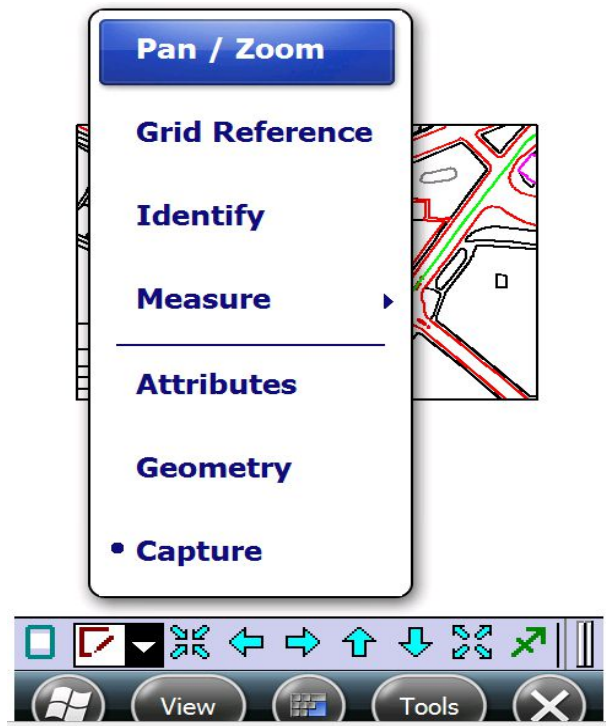 Pan / Zoom
Grid Reference
Identify
Measure
Attributes
Geometry
Capture
View
Tools